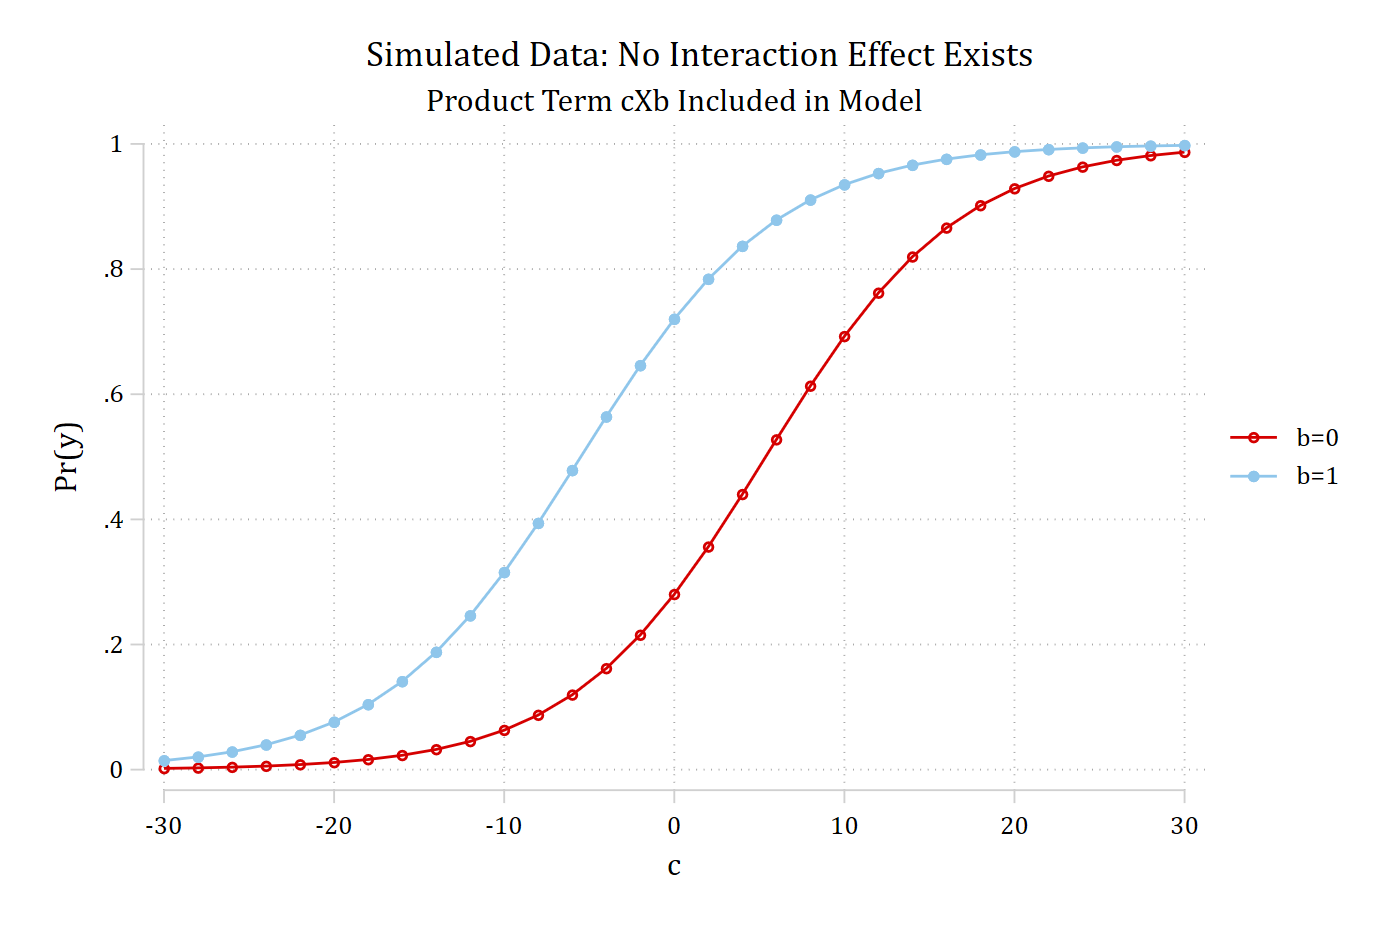 Simulated Data: No Interaction Effect Exists
Product Term cXb Included in Model
1
.8
.6
.4
.2
0
Pr(y)
-30 -20 -10 0 10 20 30
c
b=0
b=1